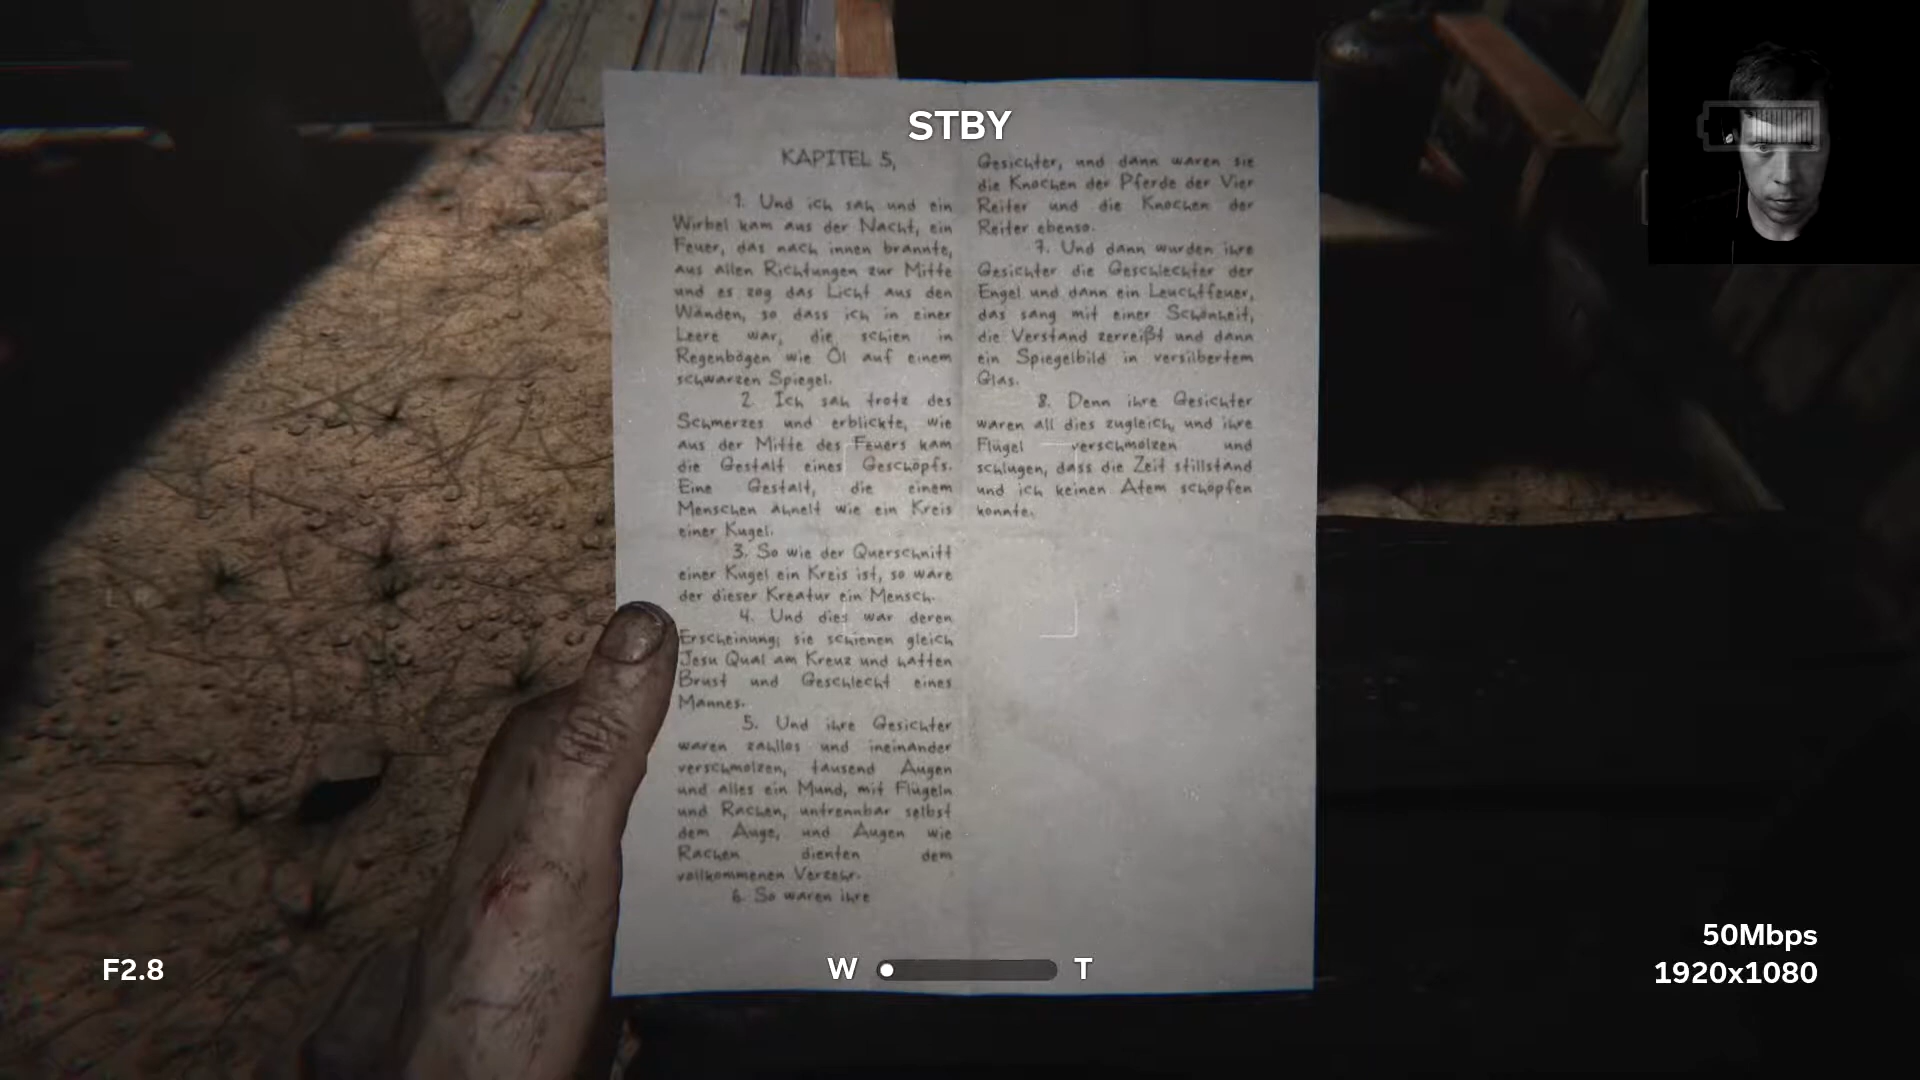 STBY
KAPITEL 5,
1. Und ich sah und ein
Wirbel kam aus der Nacht, ein
Feuer, das nach innen brannte,
aus allen Richtungen zur Mitte
und es zog das Licht aus den
Wänden, so dass ich in einer
Leere war, die schien in
Regenbögen wie Öl auf einem
schwarzen Spiegel.
2. Ich sah trotz des
Schmerzes und erblickte, wie
aus der Mitte des Feuers kam
die Gestalt eines Geschöpfs.
Eine Gestalt, die einem
Menschen ähnelt wie ein Kreis
einer Kugel.
3. So wie der Querschnitt
einer Kugel ein Kreis ist, so wäre
der dieser Kreatur ein Mensch.
4. Und dies war deren
Erscheinung; sie schienen gleich
Jesu Qual am Kreuz und hatten
Brust und Geschlecht eines
Mannes.
5. Und ihre Gesichter
waren zahllos und ineinander
verschmolzen, tausend Augen
und alles ein Mund, mit Flügeln
und Rachen, untrennbar selbst
dem Auge, und Augen wie
Rachen dienten dem
vollkommenen Verzehr.
6. So waren ihre
Gesichter, und dann waren sie
die Knochen der Pferde der Vier
Reiter und die Knochen der
Reiter ebenso.
7. Und dann wurden ihre
Gesichter die Geschlechter der
Engel und dann ein Leuchtfeuer,
das sang mit einer Schönheit,
die Verstand zerreißt und dann
ein Spiegelbild in versilbertem
Glas.
8. Denn ihre Gesichter
waren all dies zugleich, und ihre
Flügel verschmolzen und
schlugen, dass die Zeit stillstand
und ich keinen Atem schöpfen
konnte.
F2.8
W T
50Mbps
1920x1080